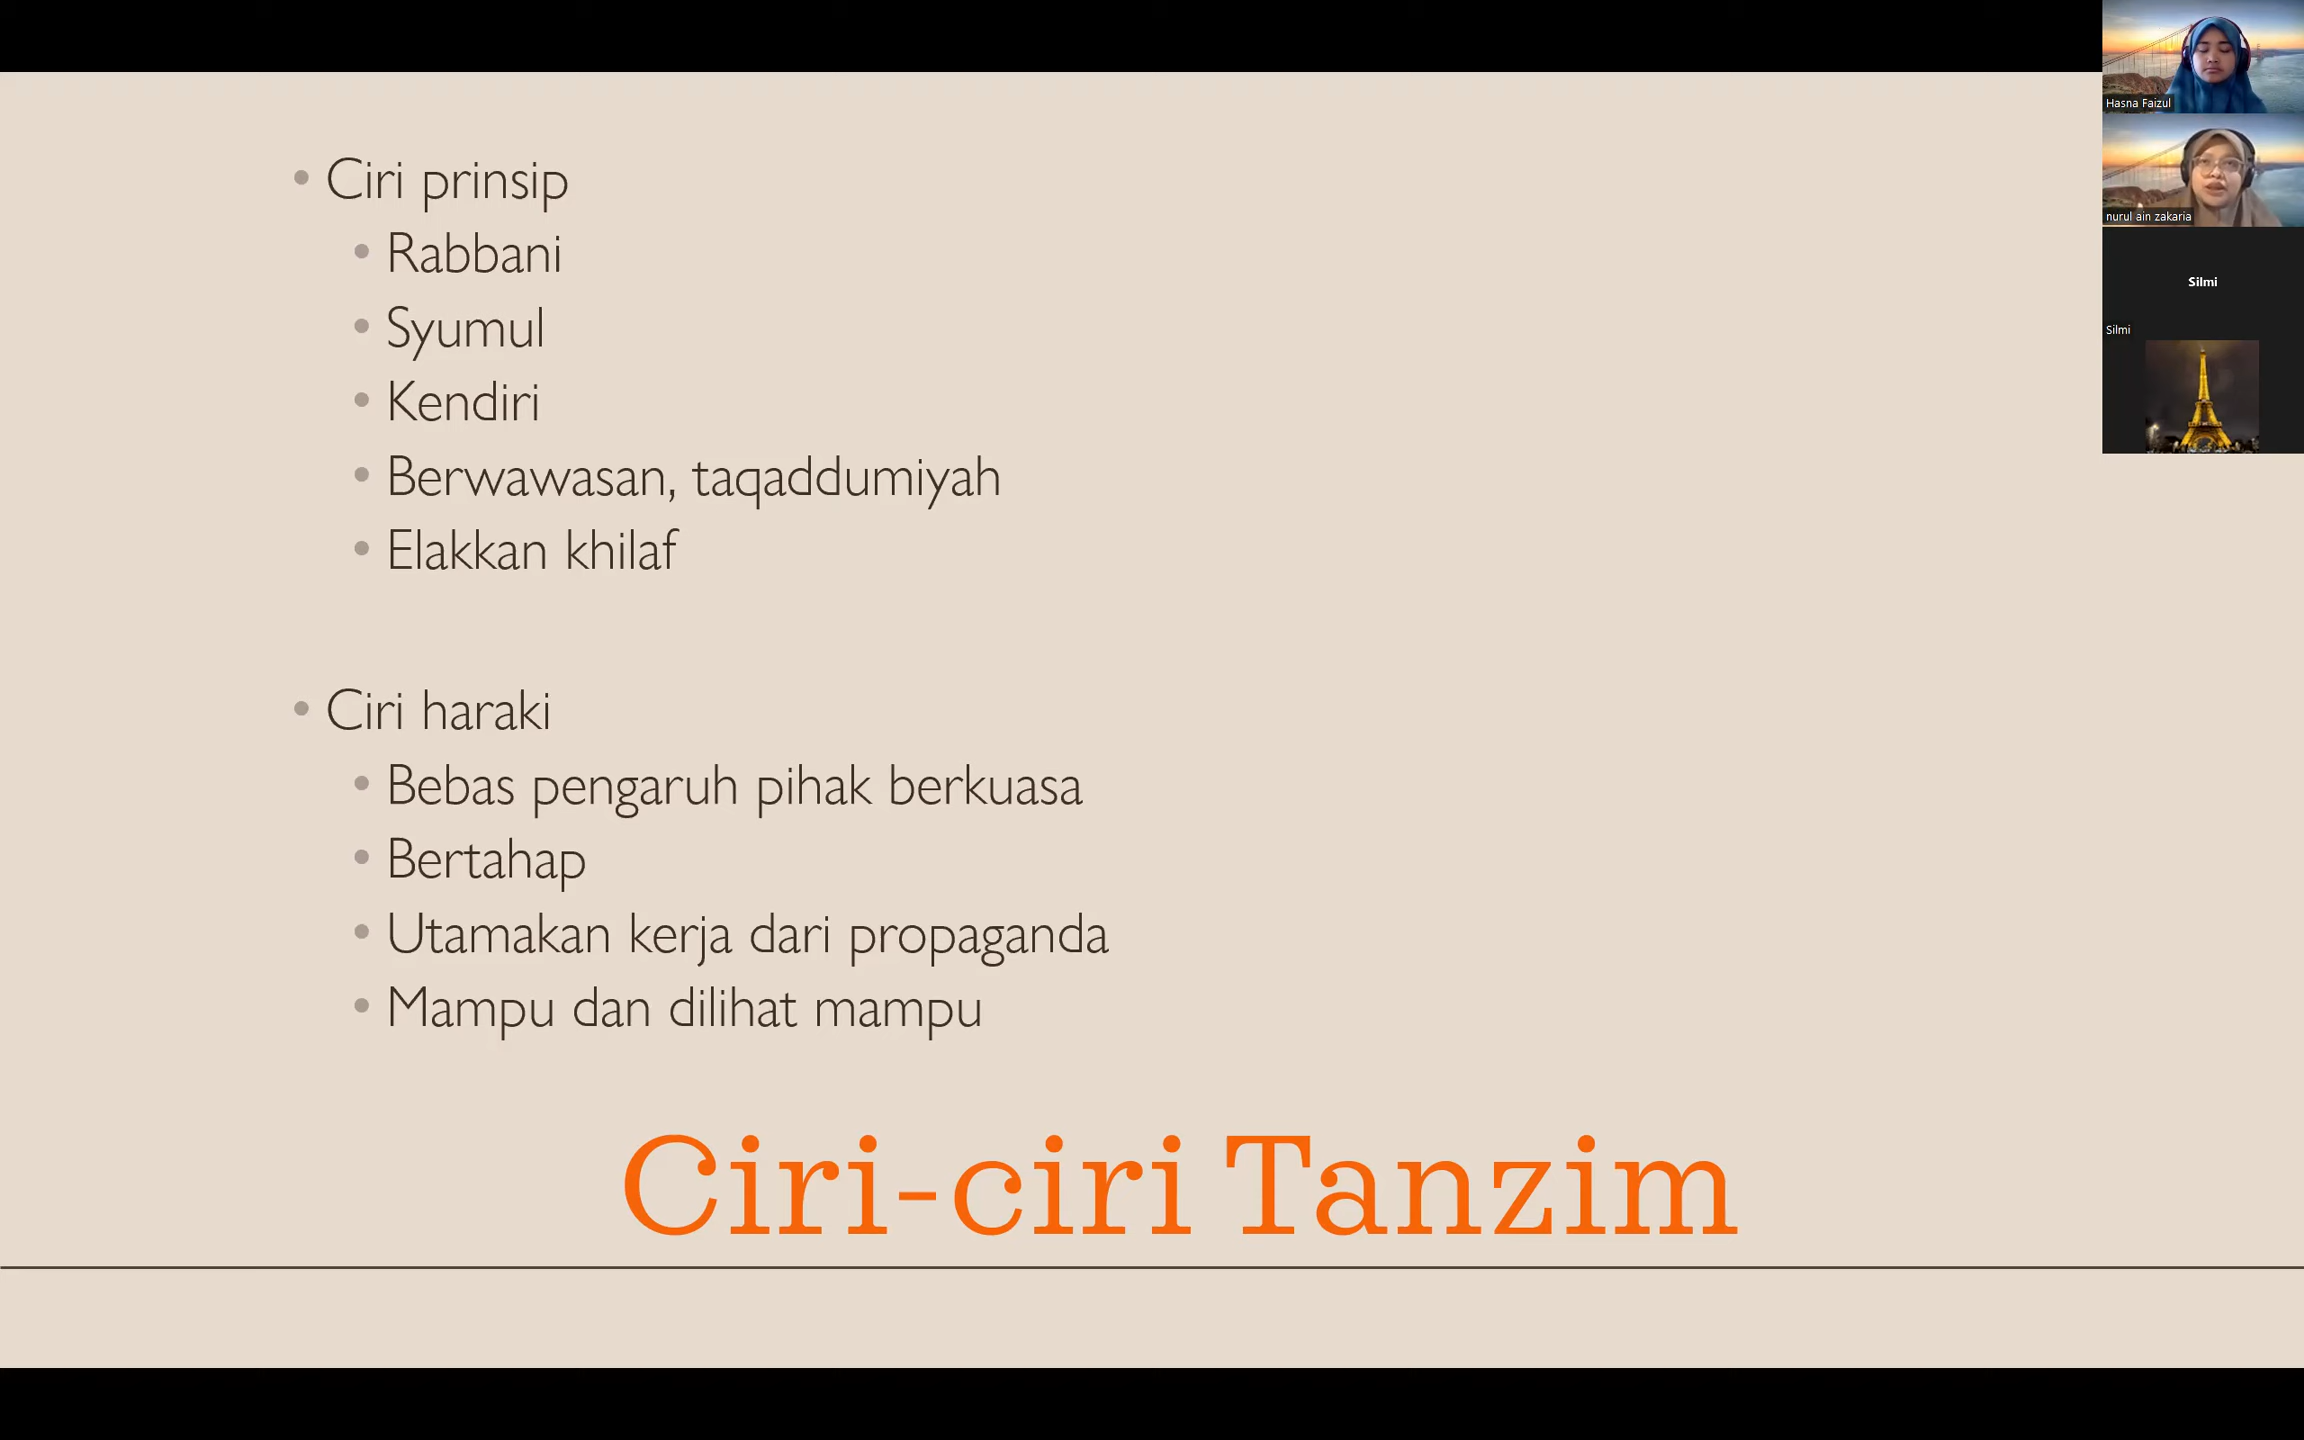 Ciri prinsip
Rabbani
Syumul
Kendiri
Berwawasan, taqaddumiyah
Elakkan khilaf
Ciri haraki
Bebas pengaruh pihak berkuasa
Bertahap
Utamakan kerja dari propaganda
Mampu dan dilihat mampu
Ciri-ciri Tanzim
Hasna Faizul
nurul ain zakaria
Silmi
Silmi